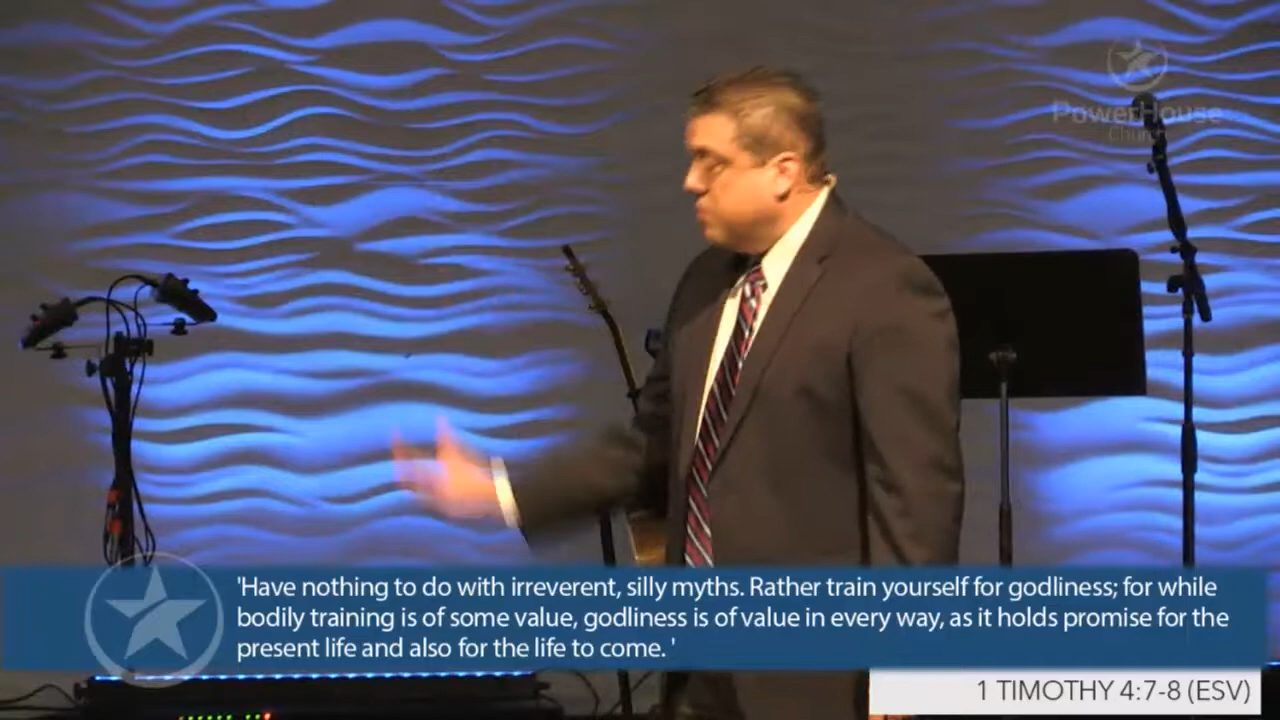 PowerHouse
Church
'Have nothing to do with irreverent, silly myths. Rather train yourself for godliness; for while
bodily training is of some value, godliness is of value in every way, as it holds promise for the
present life and also for the life to come. '
1 TIMOTHY 4:7-8 (ESV)